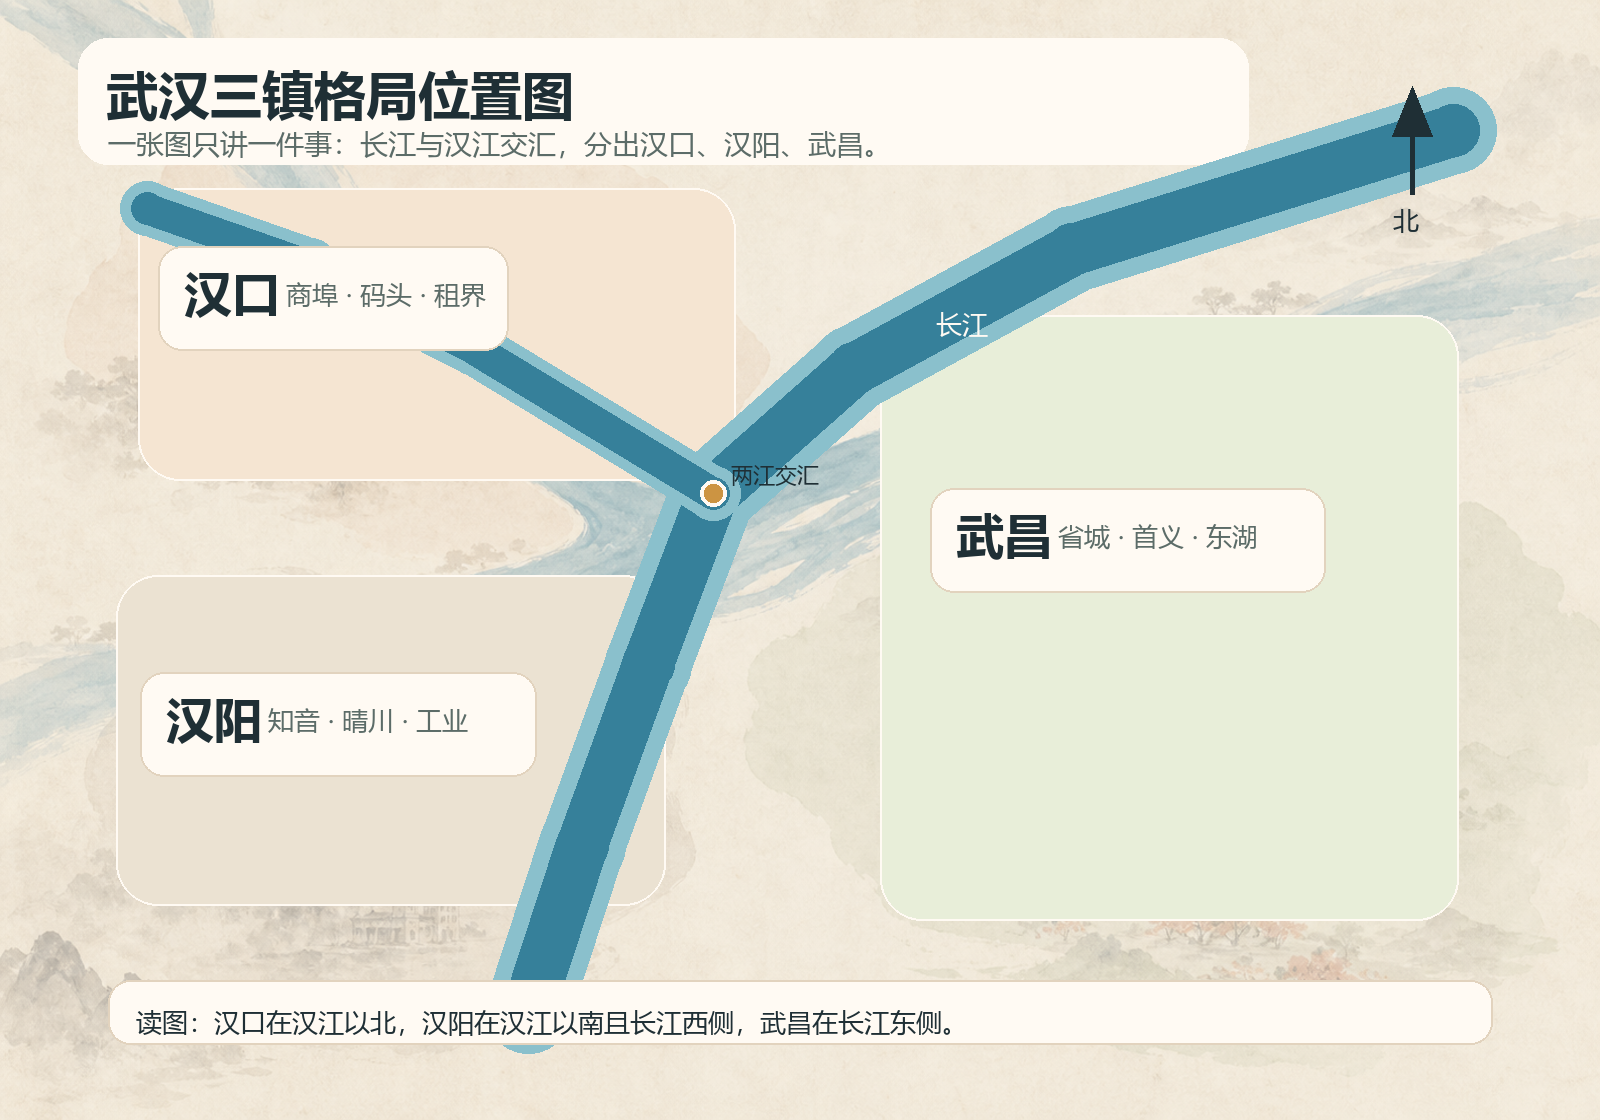 武汉三镇格局位置图
一张图只讲一件事：长江与汉江交汇，分出汉口、汉阳、武昌。
北
汉口 商埠 · 码头 · 租界
长江
两江交汇
武昌 省城 · 首义 · 东湖
汉阳 知音 · 晴川 · 工业
读图：汉口在汉江以北，汉阳在汉江以南且长江西侧，武昌在长江东侧。